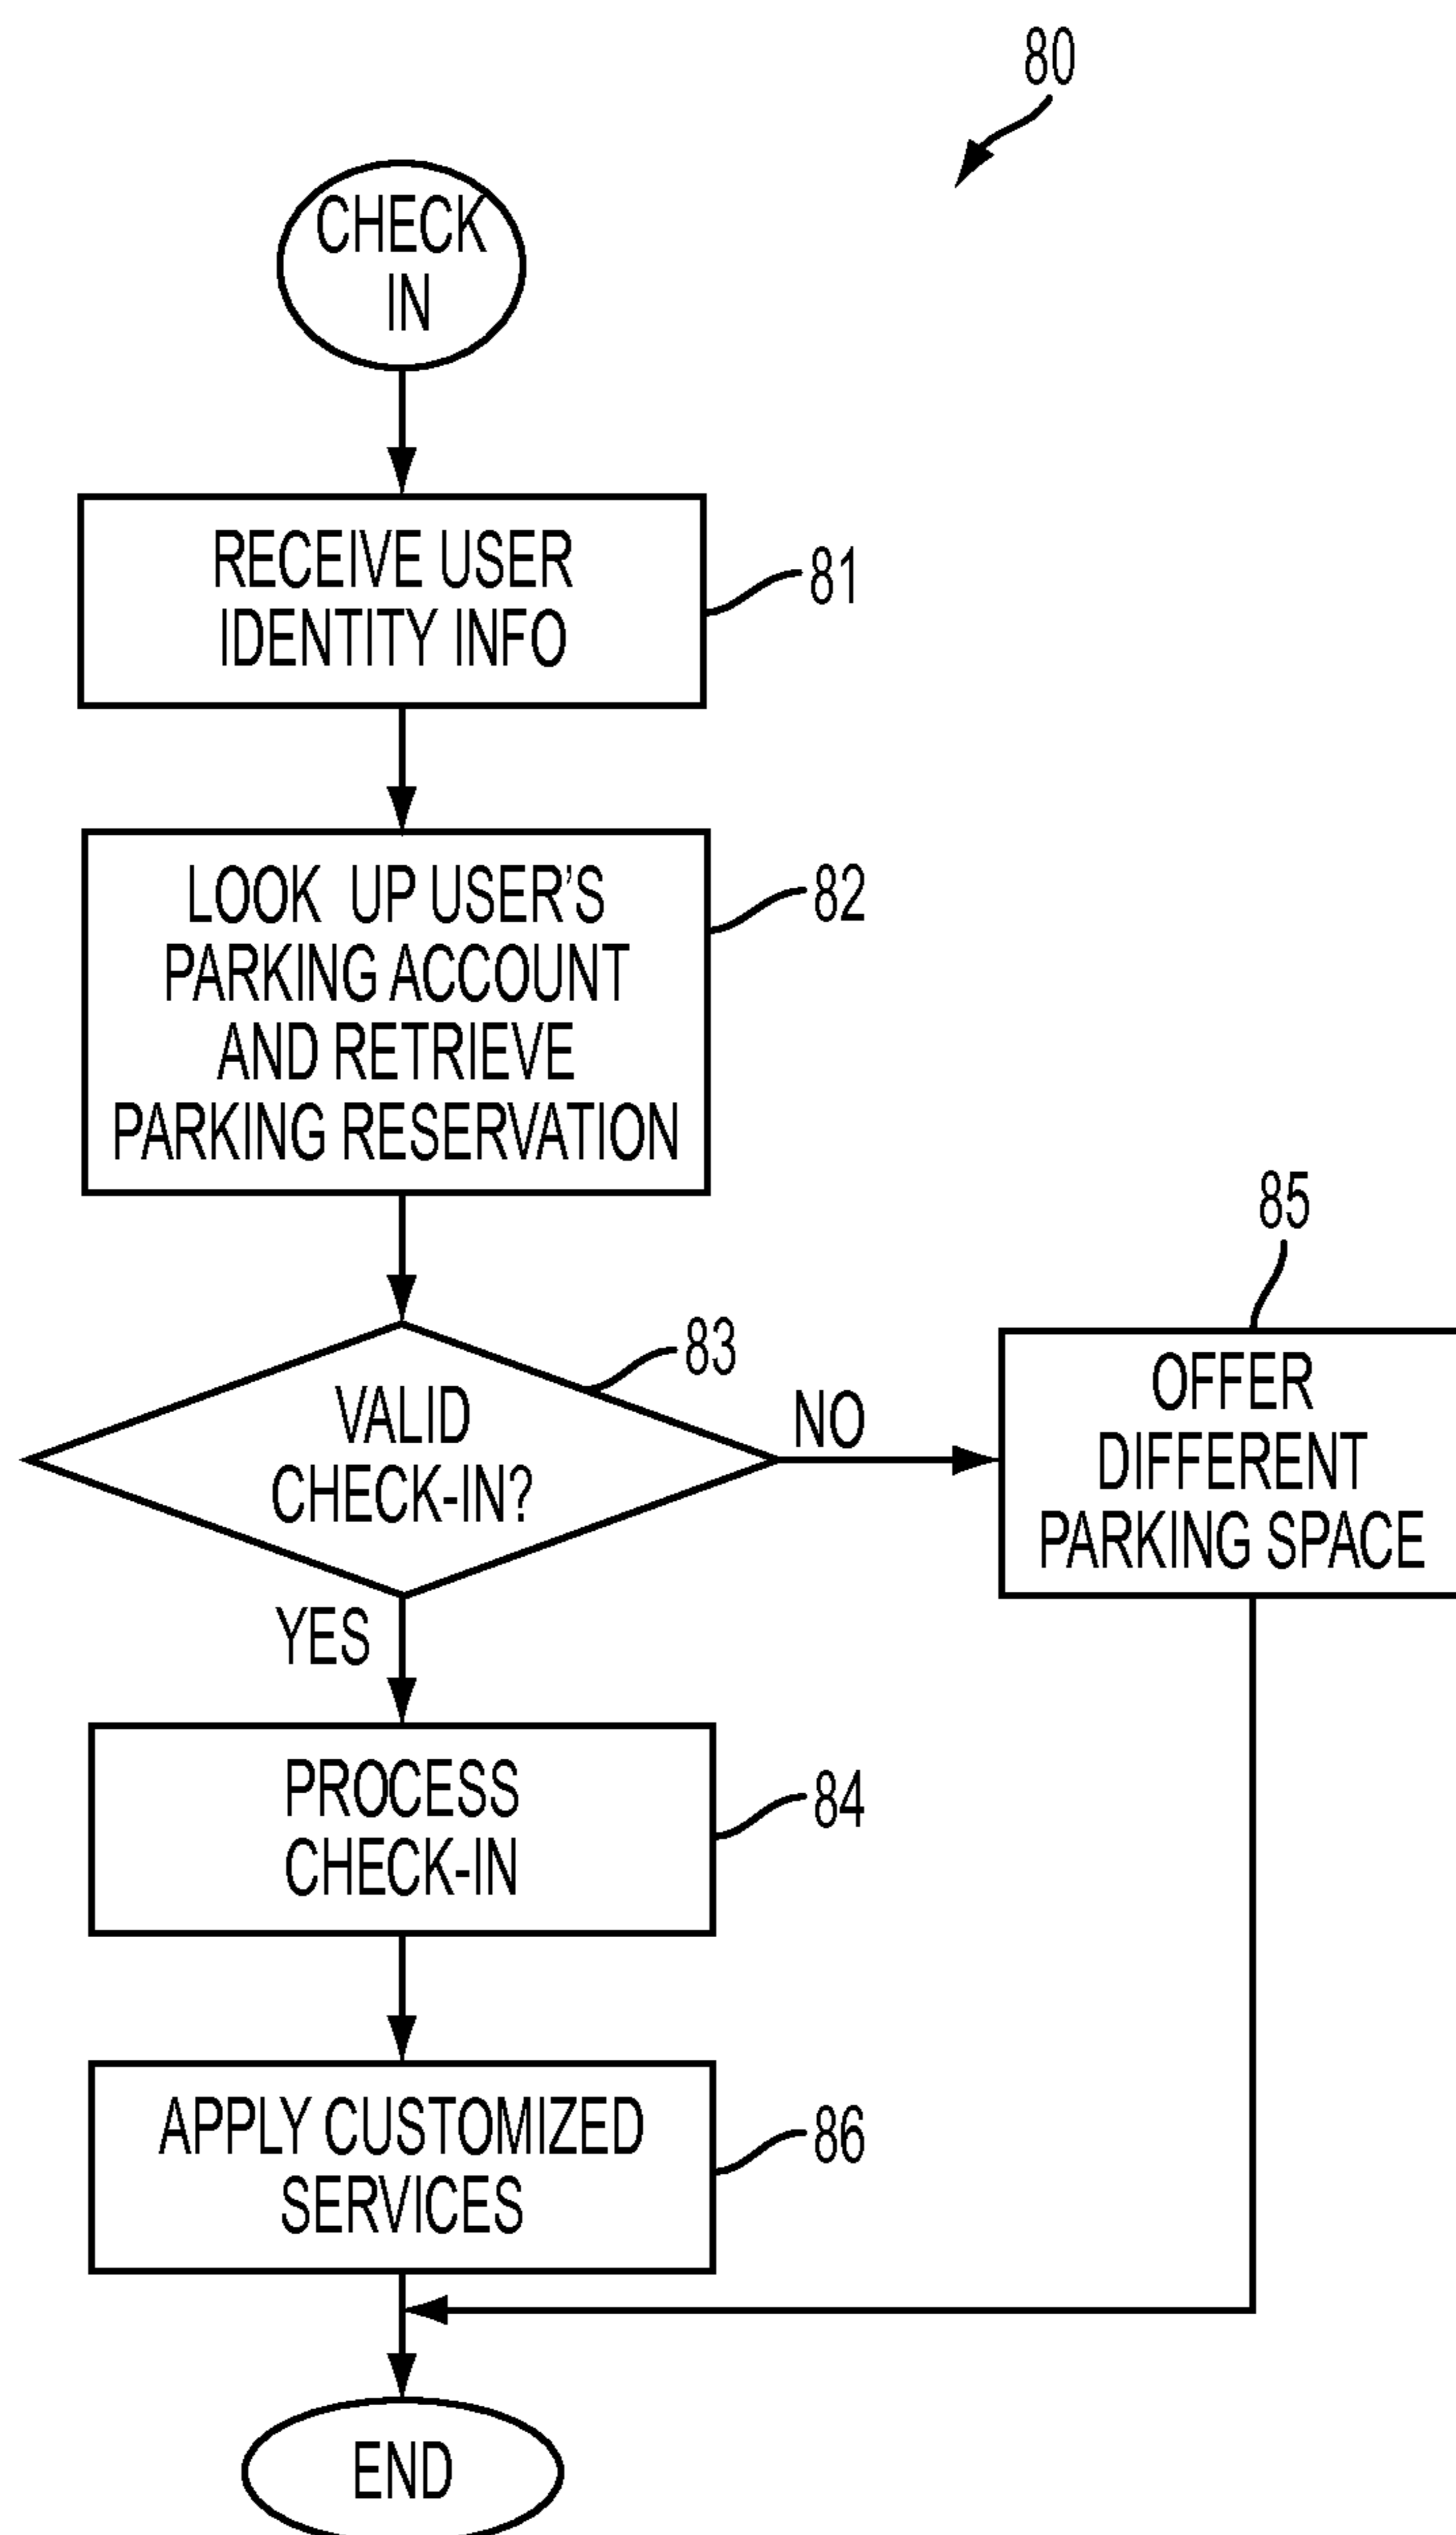 80
CHECK
IN
RECEIVE USER
IDENTITY INFO
81
LOOK UP USER'S
PARKING ACCOUNT
AND RETRIEVE
PARKING RESERVATION
82
VALID
CHECK-IN?
83
NO
85
OFFER
DIFFERENT
PARKING SPACE
YES
PROCESS
CHECK-IN
84
APPLY CUSTOMIZED
SERVICES
86
END